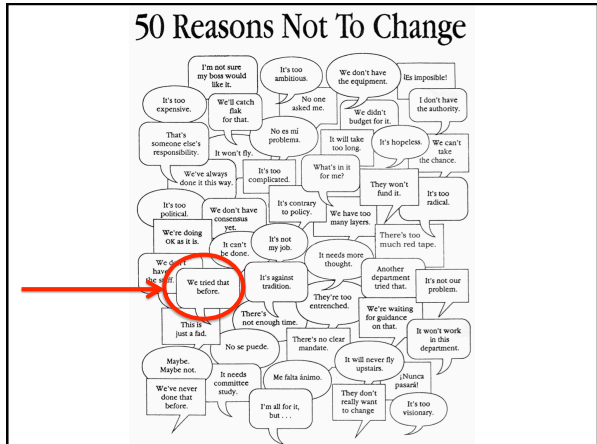 50 Reasons Not To Change
I'm not sure
my boss would
like it.
It's too
ambitious.
We don't have
the equipment.
¡Es imposible!
It's too
expensive.
We'll catch
flak
for that.
No one
asked me.
We didn't
budget for it.
I don't have
the authority.
That's
someone else's
responsibility.
It won't fly.
No es mi
problema.
It will take
too long.
It's hopeless.
We can't
take
the chance.
We've always
done it this way.
It's too
complicated.
What's in it
for me?
They won't
fund it.
It's too
radical.
It's too
political.
We don't have
consensus
yet.
It's contrary
to policy.
We have too
many layers.
We're doing
OK as it is.
It can't
be done.
It's not
my job.
It needs more
thought.
There's too
much red tape.
We don't
have
the staff.
We tried that
before.
It's against
tradition.
They're too
entrenched.
Another
department
tried that.
It's not our
problem.
This is
just a fad.
There's
not enough time.
We're waiting
for guidance
on that.
It won't work
in this
department.
No se puede.
There's no clear
mandate.
It will never fly
upstairs.
Maybe.
Maybe not.
It needs
committee
study.
Me falta ánimo.
¡Nunca
pasará!
We've never
done that
before.
I'm all for it,
but . . .
They don't
really want
to change
It's too
visionary.